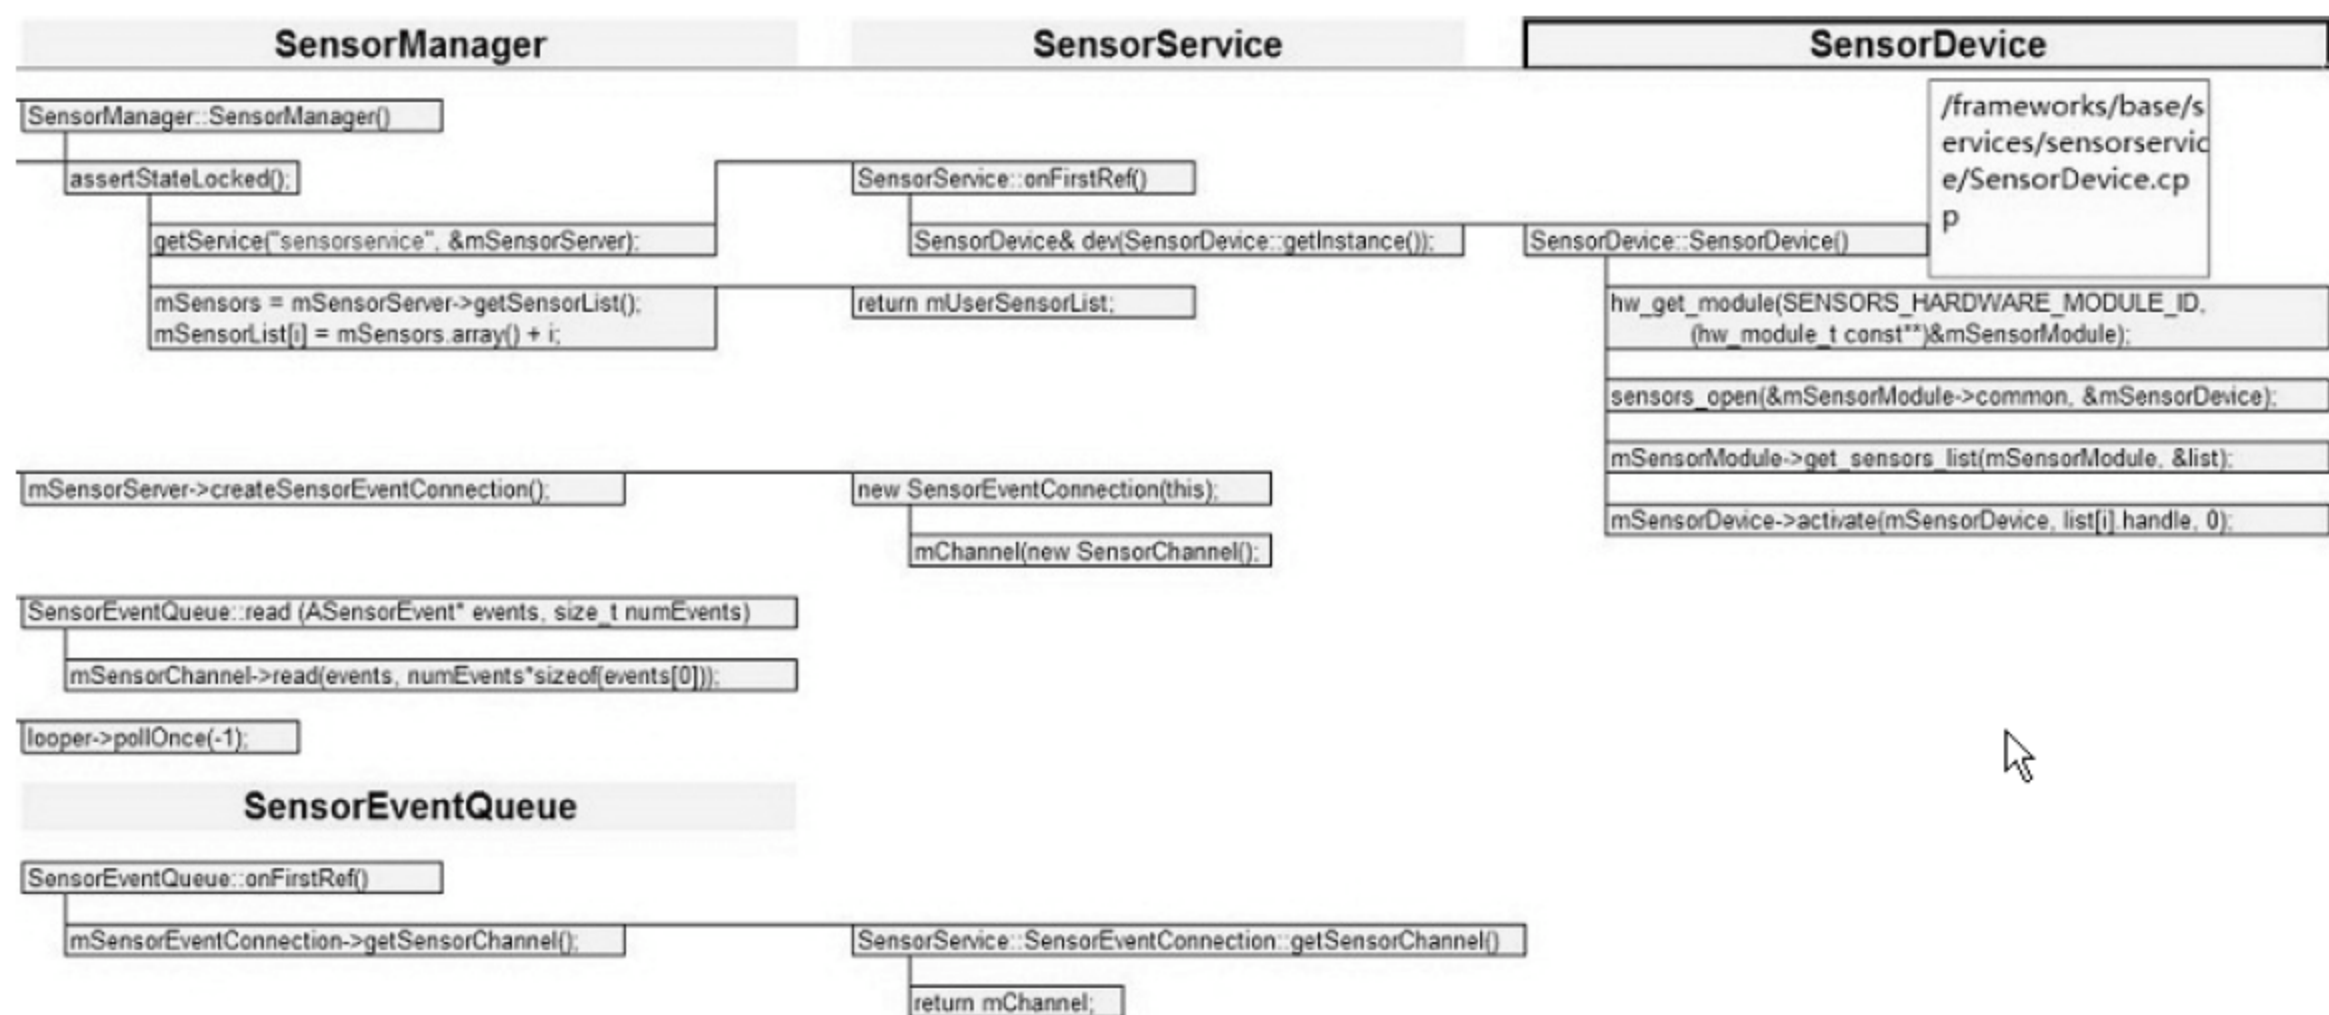 SensorManager
SensorService
SensorDevice
SensorManager::SensorManager()
assertStateLocked();
getService("sensorservice", &mSensorServer);
mSensors = mSensorServer->getSensorList();
mSensorList[i] = mSensors.array() + i;
SensorService::onFirstRef()
SensorDevice& dev(SensorDevice::getInstance());
return mUserSensorList;
/frameworks/base/s
ervices/sensorservic
e/SensorDevice.cp
p
SensorDevice::SensorDevice()
hw_get_module(SENSORS_HARDWARE_MODULE_ID,
(hw_module_t const**)&mSensorModule);
sensors_open(&mSensorModule->common, &mSensorDevice);
mSensorModule->get_sensors_list(mSensorModule, &list);
mSensorDevice->activate(mSensorDevice, list[i].handle, 0);
mSensorServer->createSensorEventConnection();
new SensorEventConnection(this);
mChannel(new SensorChannel();
SensorEventQueue::read (ASensorEvent* events, size_t numEvents)
mSensorChannel->read(events, numEvents*sizeof(events[0]));
looper->pollOnce(-1);
SensorEventQueue
SensorEventQueue::onFirstRef()
mSensorEventConnection->getSensorChannel();
SensorService::SensorEventConnection::getSensorChannel()
return mChannel;